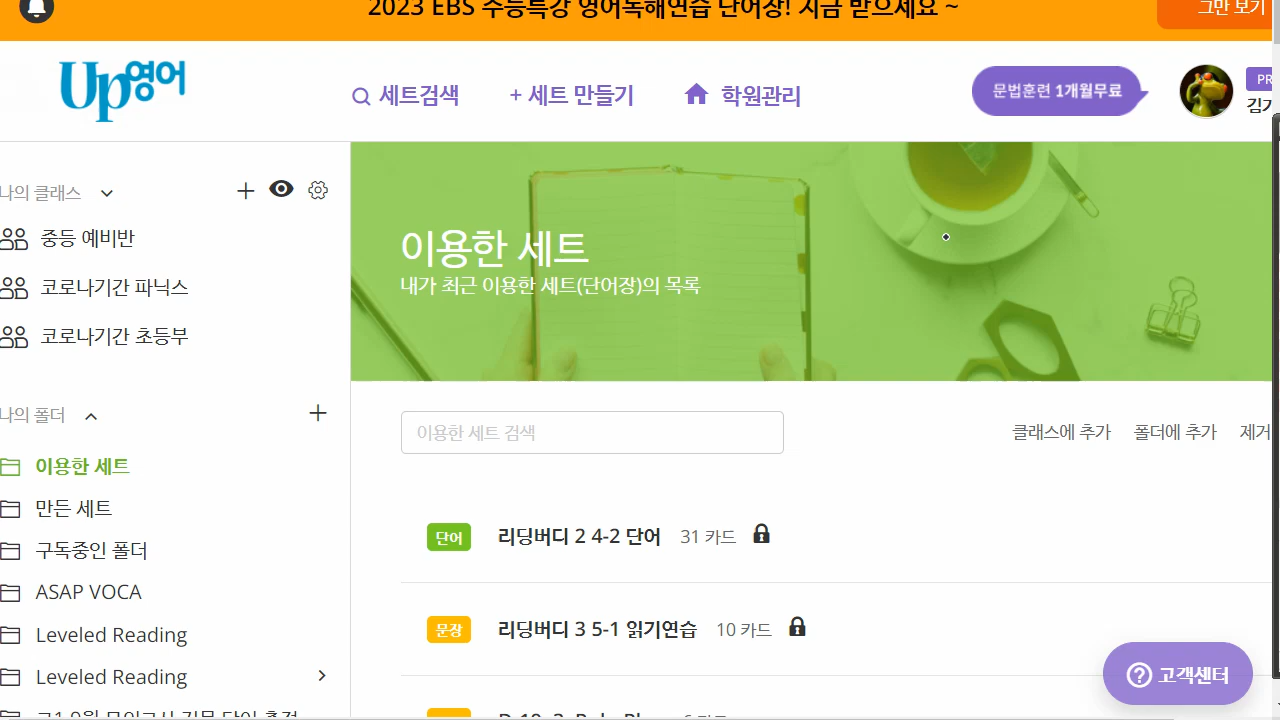 2023 EBS 수능특강 영어독해연습 단어장! 지금 받으세요 ~
그만 보기
Up영어
세트검색
+ 세트 만들기
학원관리
문법훈련 1개월무료
나의 클래스
중등 예비반
코로나기간 파닉스
코로나기간 초등부
나의 폴더
이용한 세트
만든 세트
구독중인 폴더
ASAP VOCA
Leveled Reading
Leveled Reading
이용한 세트
내가 최근 이용한 세트(단어장)의 목록
이용한 세트 검색
클래스에 추가 폴더에 추가 제거
단어 리딩버디 2 4-2 단어 31 카드
문장 리딩버디 3 5-1 읽기연습 10 카드
고객센터